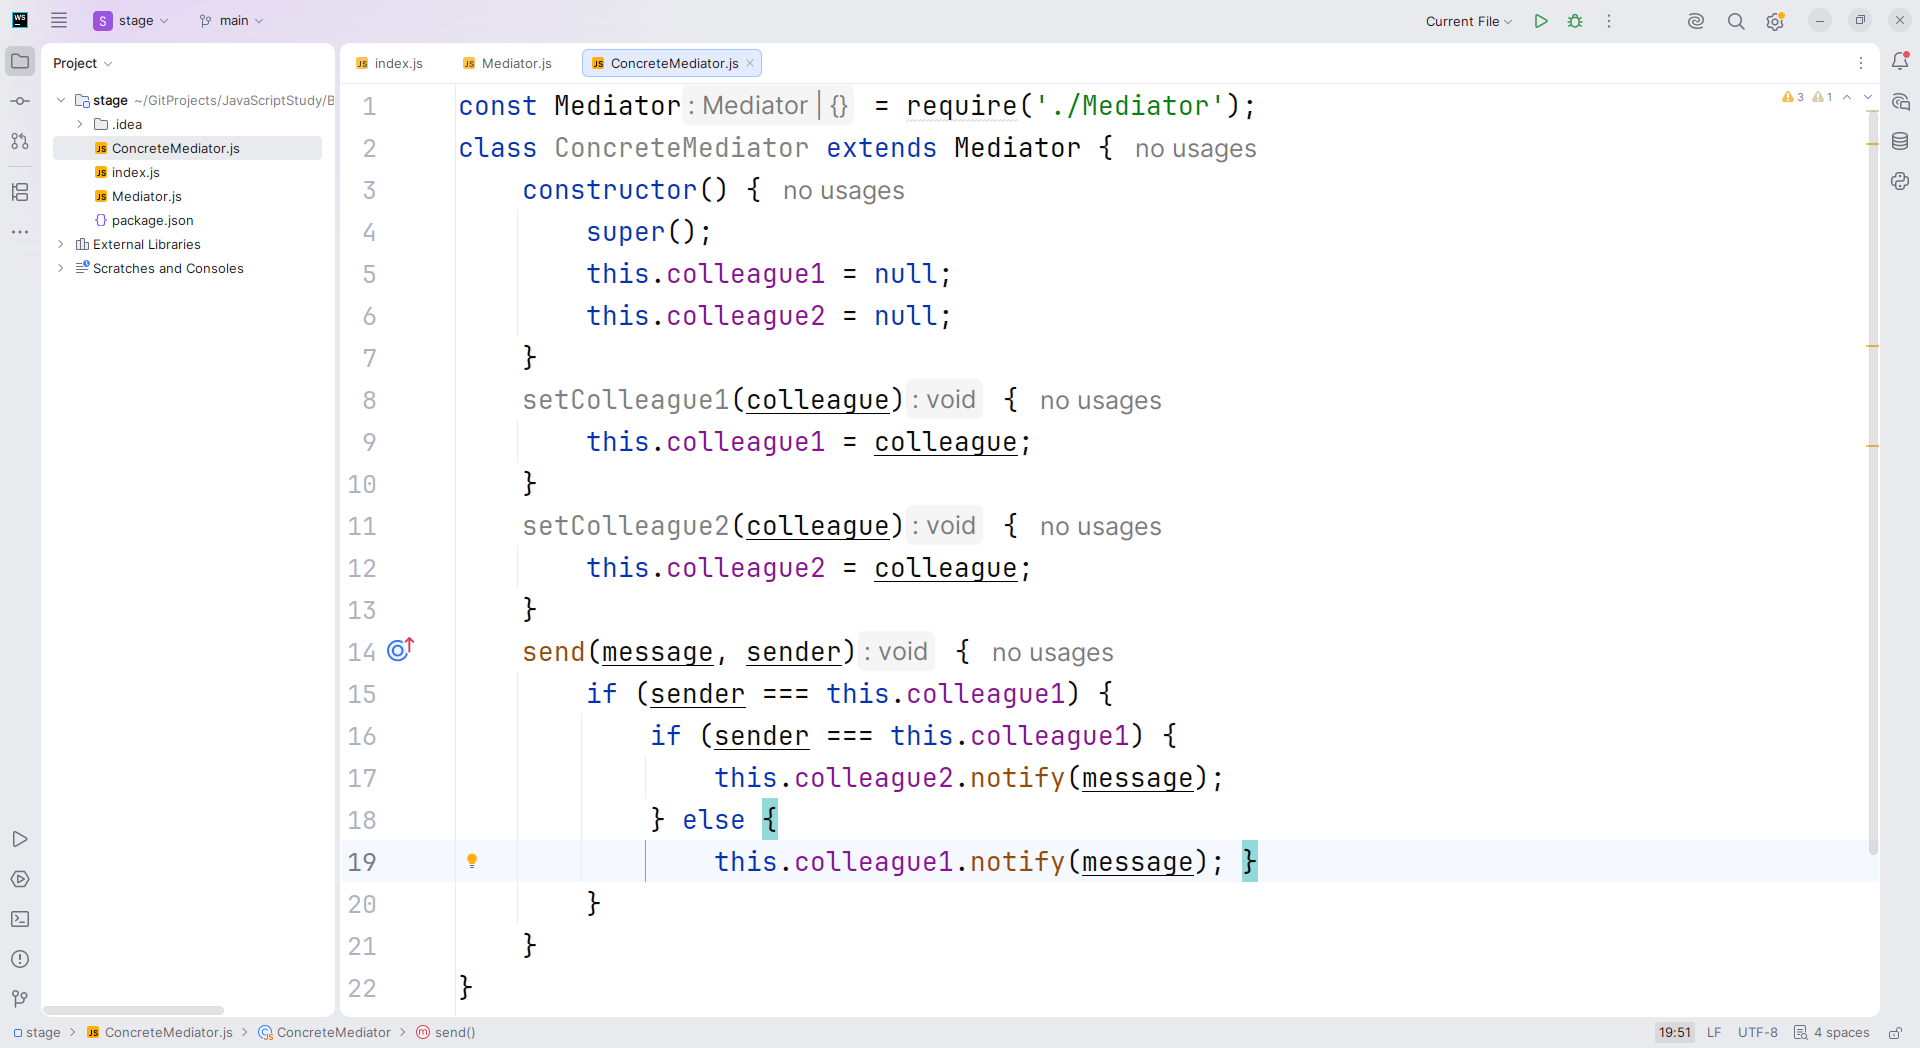 WS
S stage
main
Current File
Project
index.js
Mediator.js
ConcreteMediator.js
stage ~/GitProjects/JavaScriptStudy/B
.idea
ConcreteMediator.js
index.js
Mediator.js
package.json
External Libraries
Scratches and Consoles
3 1
1 const Mediator : Mediator | {} = require('./Mediator');
2 class ConcreteMediator extends Mediator { no usages
3 constructor() { no usages
4 super();
5 this.colleague1 = null;
6 this.colleague2 = null;
7 }
8 setColleague1(colleague) : void { no usages
9 this.colleague1 = colleague;
10 }
11 setColleague2(colleague) : void { no usages
12 this.colleague2 = colleague;
13 }
14 send(message, sender) : void { no usages
15 if (sender === this.colleague1) {
16 if (sender === this.colleague1) {
17 this.colleague2.notify(message);
18 } else {
19 this.colleague1.notify(message); }
20 }
21 }
22 }
stage > ConcreteMediator.js > ConcreteMediator > send()
19:51 LF UTF-8 4 spaces